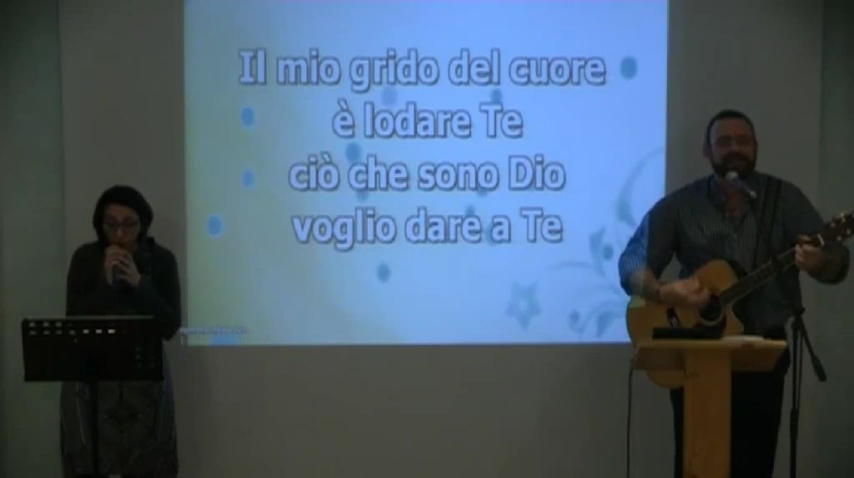 Il mio grido del cuore
è lodare Te
ciò che sono Dio
voglio dare a Te